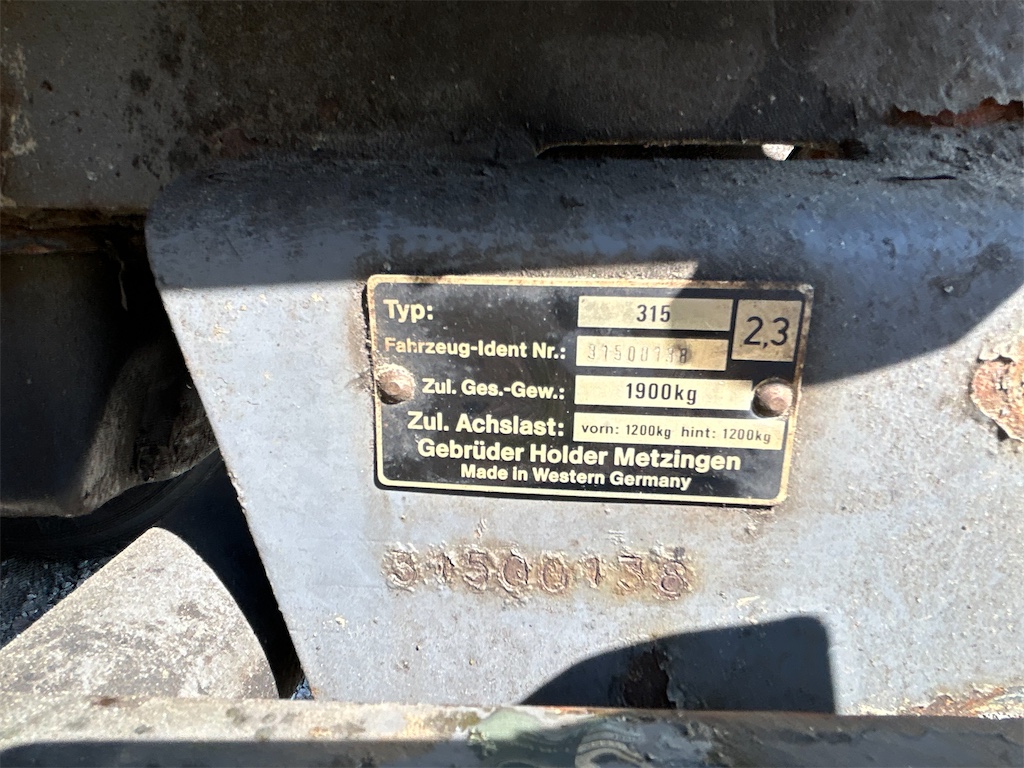 Typ: 315 2,3
Fahrzeug-Ident Nr.: 31500138
Zul. Ges.-Gew.: 1900kg
Zul. Achslast: vorn: 1200kg hint: 1200kg
Gebrüder Holder Metzingen
Made in Western Germany
31500138